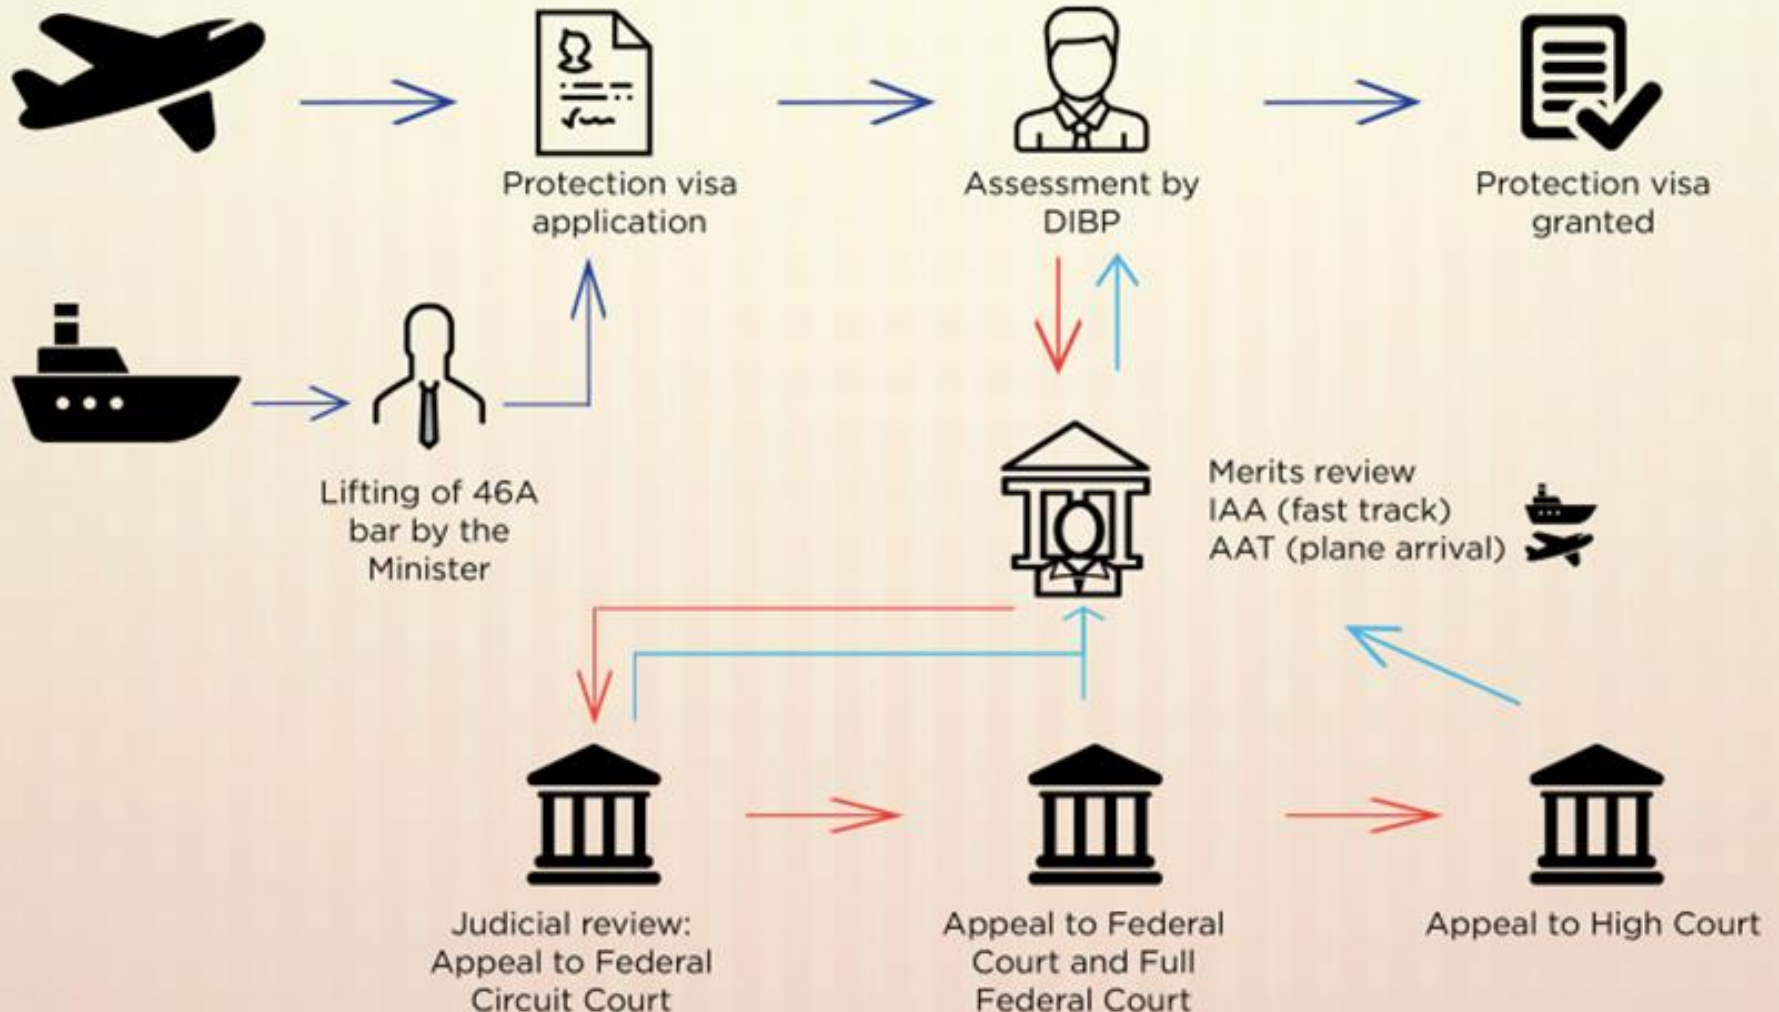 Protection visa
application
Assessment by
DIBP
Protection visa
granted
Lifting of 46A
bar by the
Minister
Merits review
IAA (fast track)
AAT (plane arrival)
Judicial review:
Appeal to Federal
Circuit Court
Appeal to Federal
Court and Full
Federal Court
Appeal to High Court